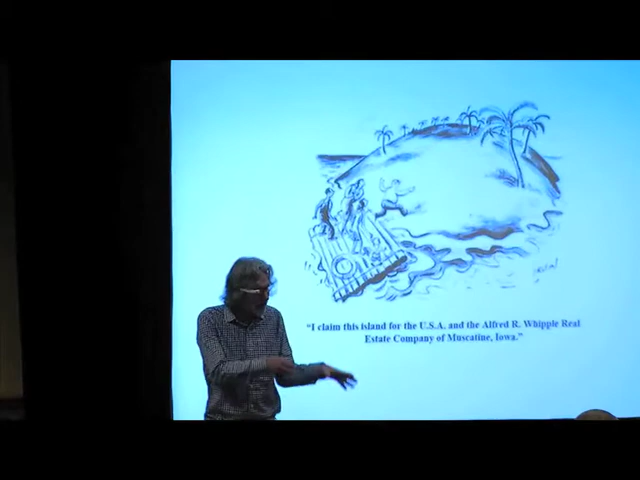 "I claim this island for the U.S.A. and the Alfred R. Whipple Real
Estate Company of Muscatine, Iowa."